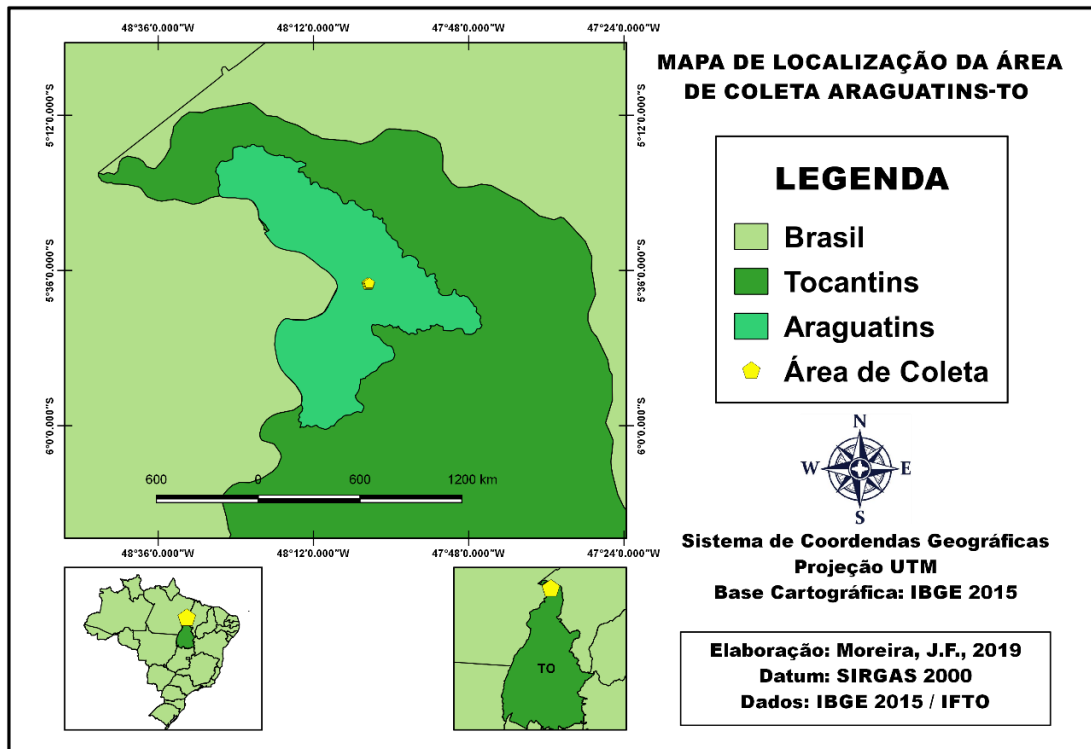 48°36'0.000"W 48°12'0.000"W 47°48'0.000"W 47°24'0.000"W
MAPA DE LOCALIZAÇÃO DA ÁREA
DE COLETA ARAGUATINS-TO
5°12'0.000"S 5°12'0.000"S
5°36'0.000"S 5°36'0.000"S
6°0'0.000"S 6°0'0.000"S
600 0 600 1200 km
48°36'0.000"W 48°12'0.000"W 47°48'0.000"W 47°24'0.000"W
LEGENDA
Brasil
Tocantins
Araguatins
Área de Coleta
N
W E
S
Sistema de Coordendas Geográficas
Projeção UTM
Base Cartográfica: IBGE 2015
TO
Elaboração: Moreira, J.F., 2019
Datum: SIRGAS 2000
Dados: IBGE 2015 / IFTO